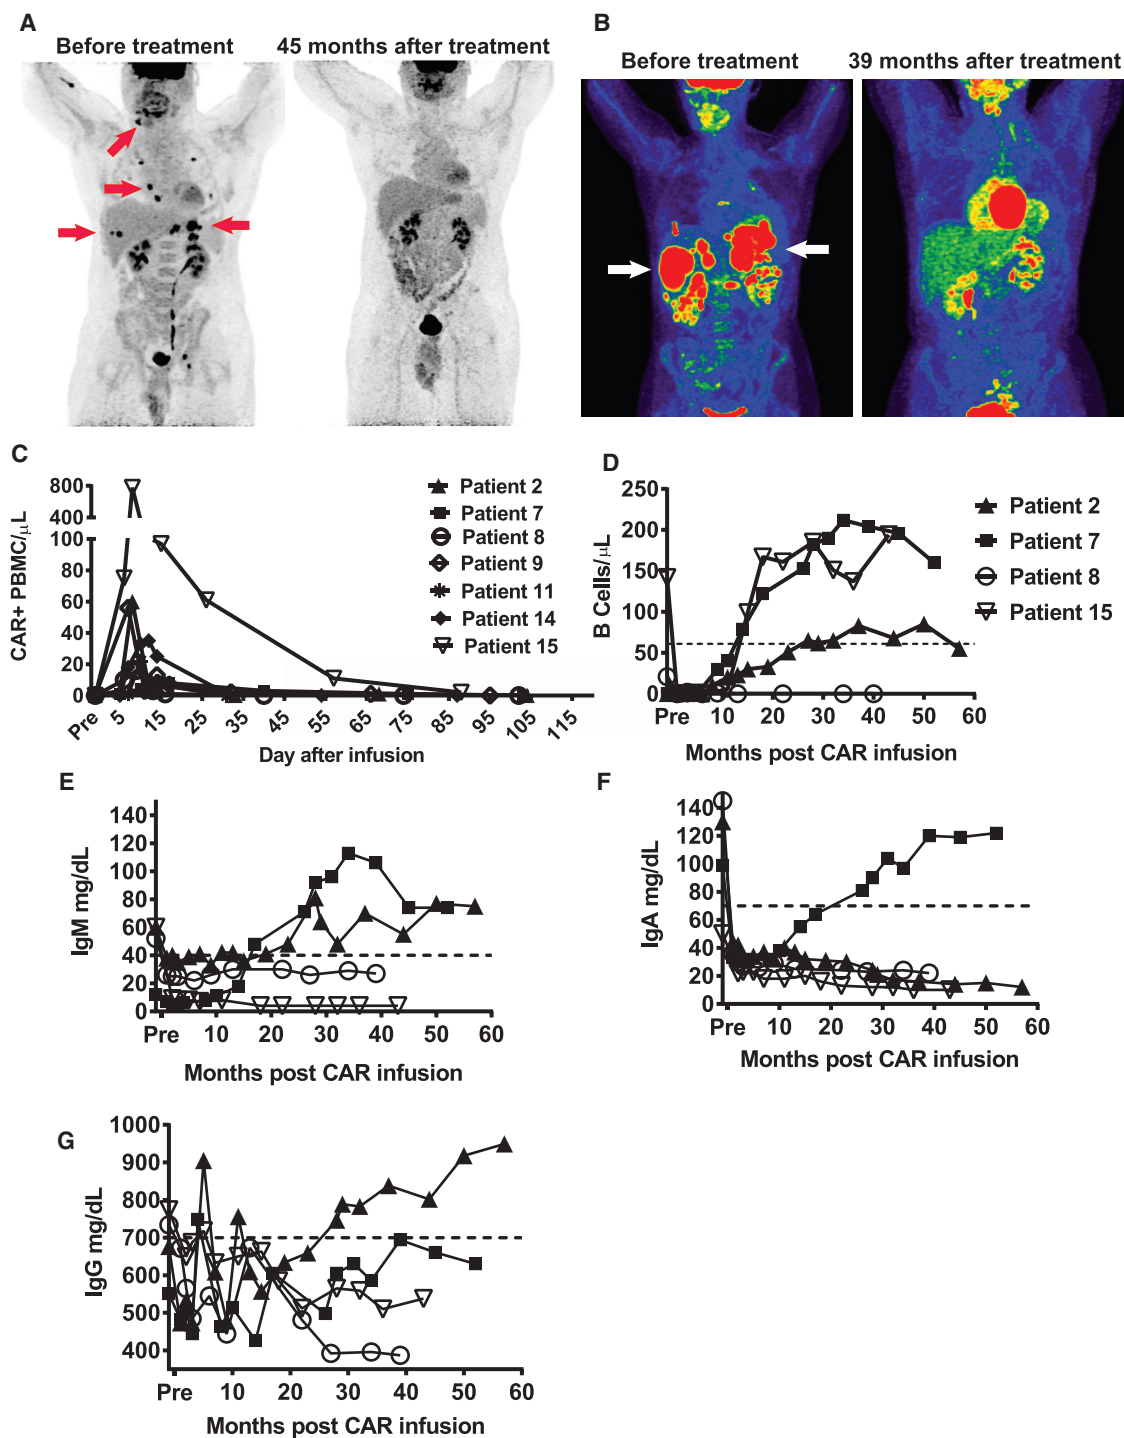 A
Before treatment
45 months after treatment
B
Before treatment
39 months after treatment
C
CAR+ PBMC/μL
800
400
100
80
60
40
20
0
Pre
5
15
25
35
45
55
65
75
85
95
105
115
Day after infusion
Patient 2
Patient 7
Patient 8
Patient 9
Patient 11
Patient 14
Patient 15
D
B Cells/μL
250
200
150
100
50
0
Pre
10
20
30
40
50
60
Months post CAR infusion
Patient 2
Patient 7
Patient 8
Patient 15
E
IgM mg/dL
140
120
100
80
60
40
20
0
Pre
10
20
30
40
50
60
Months post CAR infusion
F
IgA mg/dL
140
120
100
80
60
40
20
0
Pre
10
20
30
40
50
60
Months post CAR infusion
G
IgG mg/dL
1000
900
800
700
600
500
400
Pre
10
20
30
40
50
60
Months post CAR infusion